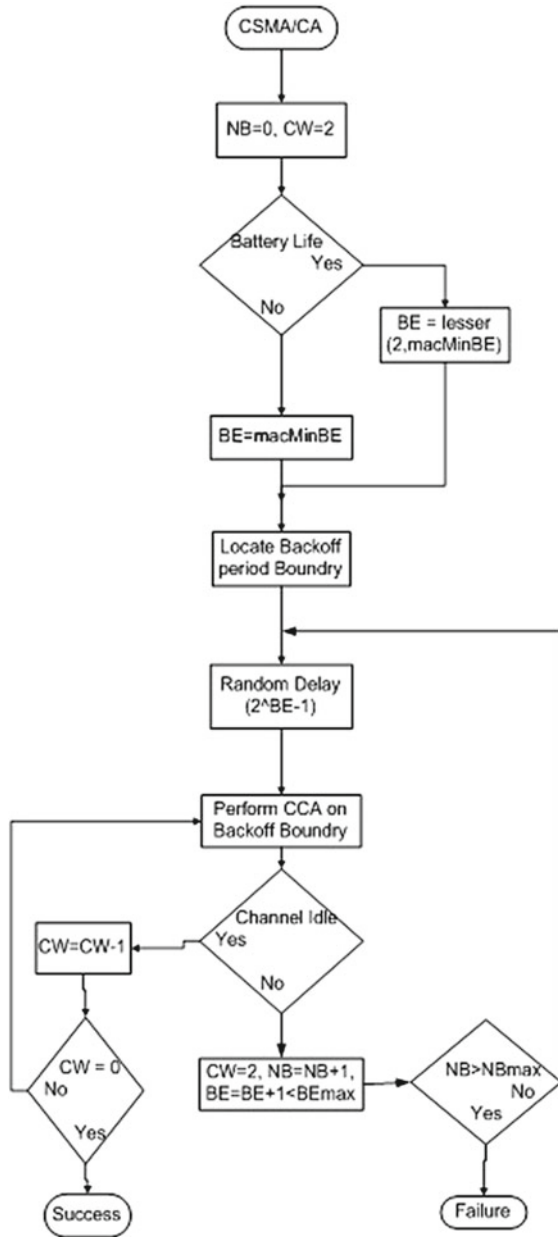 CSMA/CA
NB=0, CW=2
Battery Life
Yes
No
BE = lesser
(2,macMinBE)
BE=macMinBE
Locate Backoff
period Boundry
Random Delay
(2^BE-1)
Perform CCA on
Backoff Boundry
Channel Idle
Yes
No
CW=CW-1
CW = 0
No
Yes
CW=2, NB=NB+1,
BE=BE+1<BEmax
NB>NBmax
No
Yes
Success
Failure